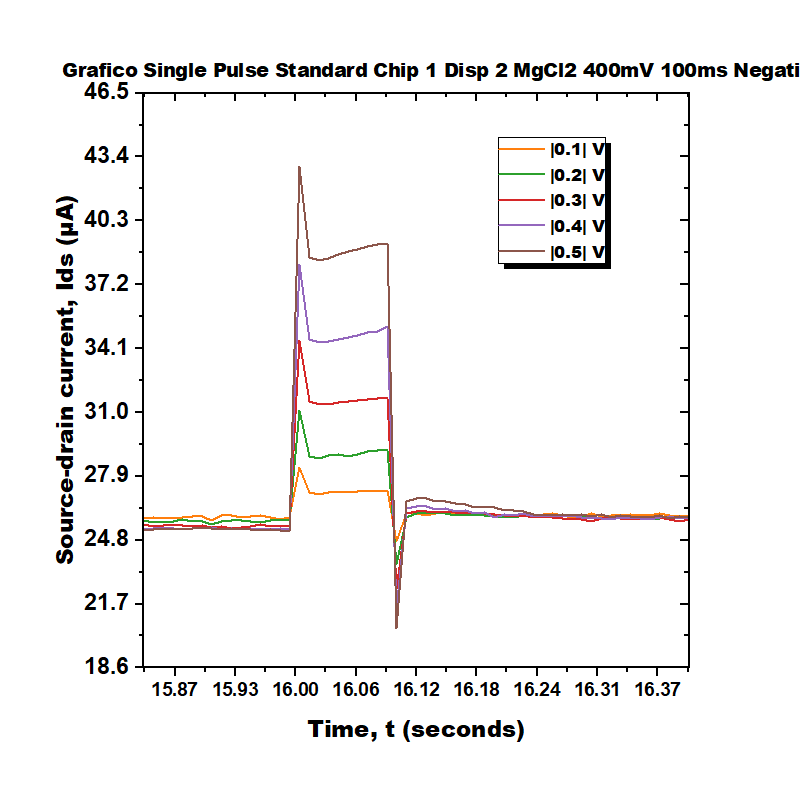 Grafico Single Pulse Standard Chip 1 Disp 2 MgCl2 400mV 100ms Negati
46.5
43.4
40.3
37.2
34.1
31.0
27.9
24.8
21.7
18.6
Source-drain current, Ids (µA)
|0.1| V
|0.2| V
|0.3| V
|0.4| V
|0.5| V
15.87 15.93 16.00 16.06 16.12 16.18 16.24 16.31 16.37
Time, t (seconds)